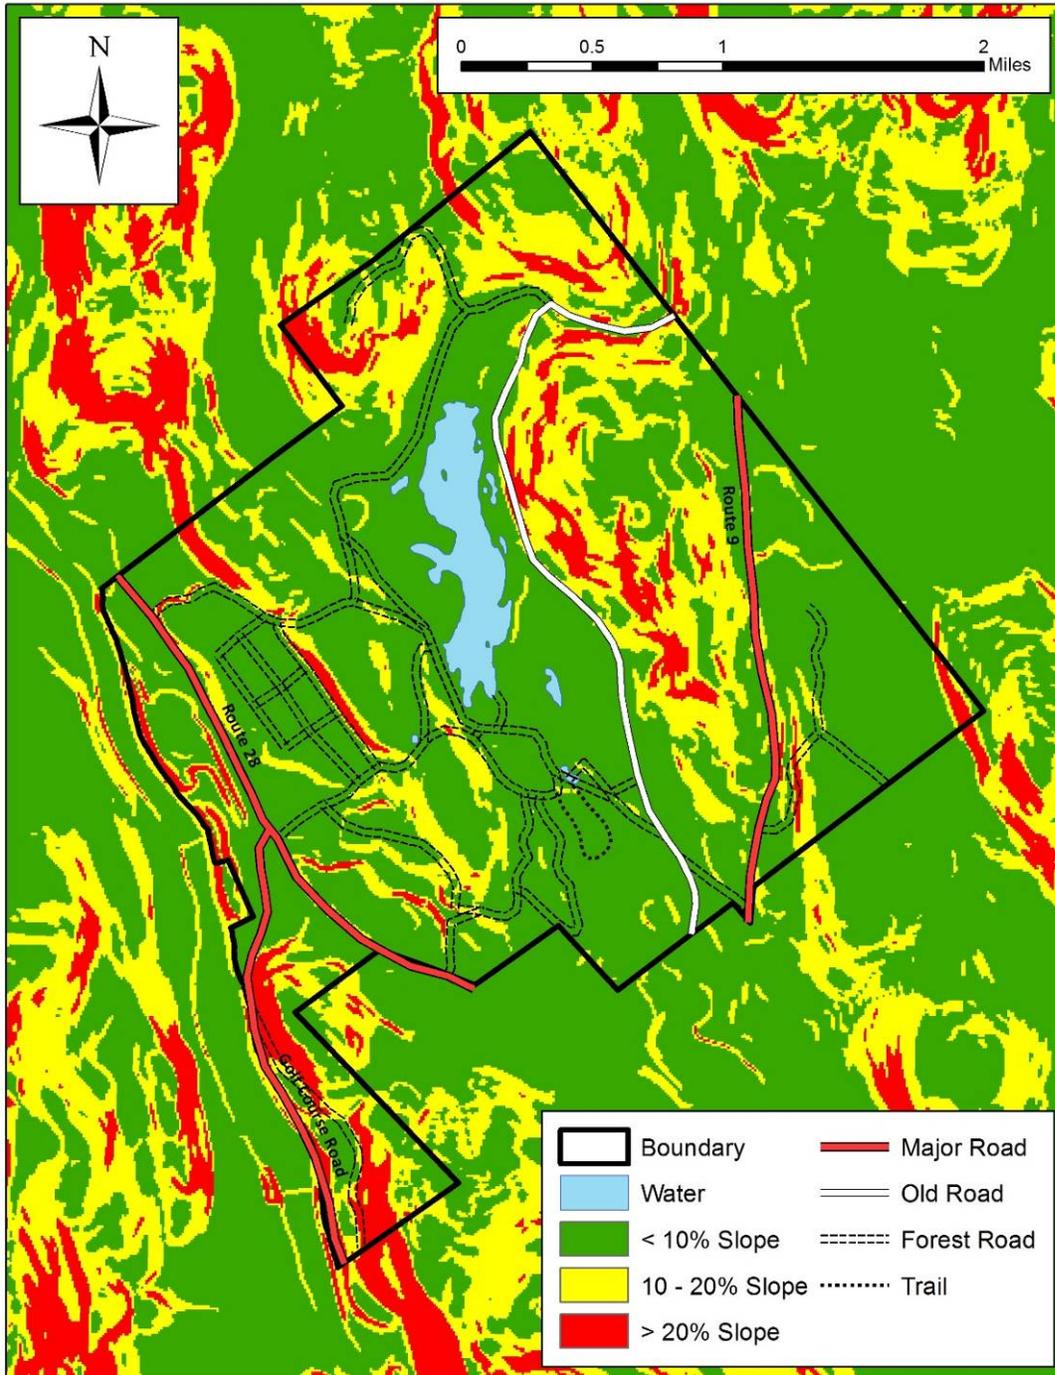 N
0 0.5 1 2
Miles
Route 9
Route 28
Golf Course Road
Boundary
Water
< 10% Slope
10 - 20% Slope
> 20% Slope
Major Road
Old Road
Forest Road
Trail